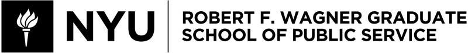 NYU
ROBERT F. WAGNER GRADUATE
SCHOOL OF PUBLIC SERVICE